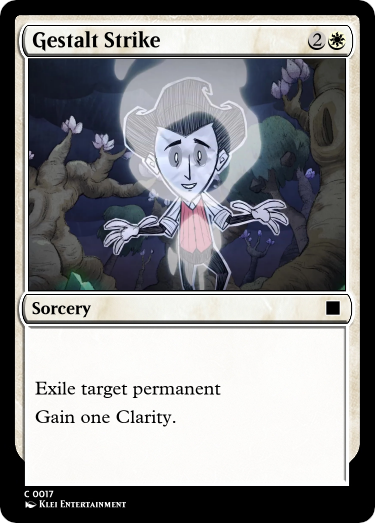 Gestalt Strike 2
Sorcery
Exile target permanent
Gain one Clarity.
C 0017
Klei Entertainment